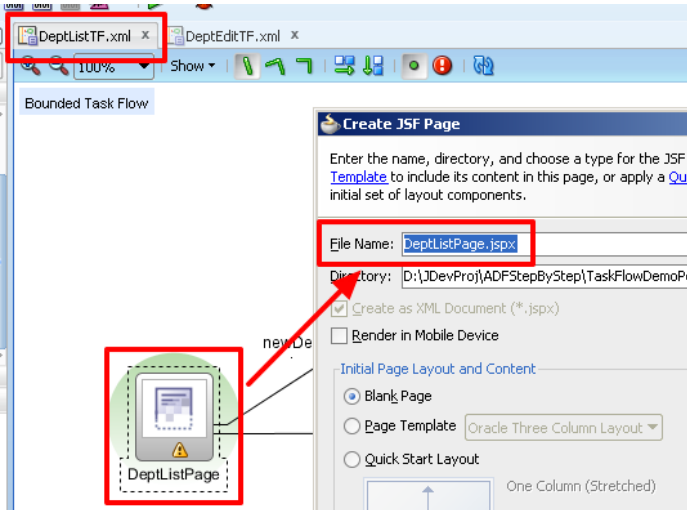 DeptListTF.xml x DeptEditTF.xml x
100% Show
Bounded Task Flow
Create JSF Page
Enter the name, directory, and choose a type for the JSF
Template to include its content in this page, or apply a Qu
initial set of layout components.
File Name: DeptListPage.jspx
Directory: D:\JDevProj\ADFStepByStep\TaskFlowDemoP
Create as XML Document (*.jspx)
Render in Mobile Device
newDe
Initial Page Layout and Content
Blank Page
Page Template Oracle Three Column Layout
Quick Start Layout
DeptListPage
One Column (Stretched)